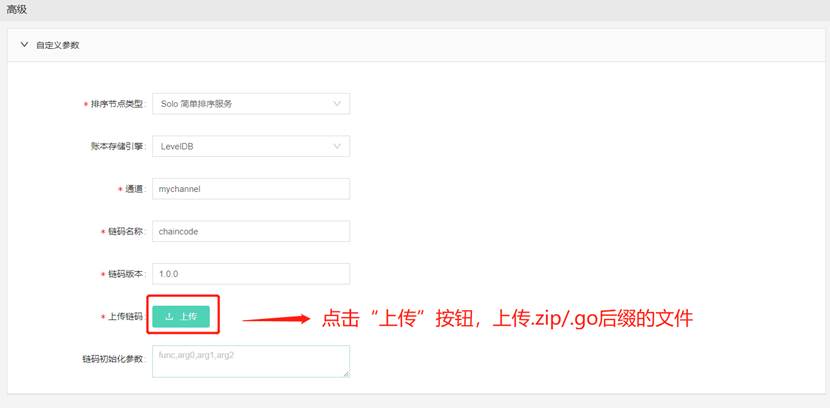 高级
自定义参数
* 排序节点类型: Solo 简单排序服务
账本存储引擎: LevelDB
* 通道: mychannel
* 链码名称: chaincode
* 链码版本: 1.0.0
* 上传链码: 上传
点击“上传”按钮，上传.zip/.go后缀的文件
链码初始化参数: func,arg0,arg1,arg2